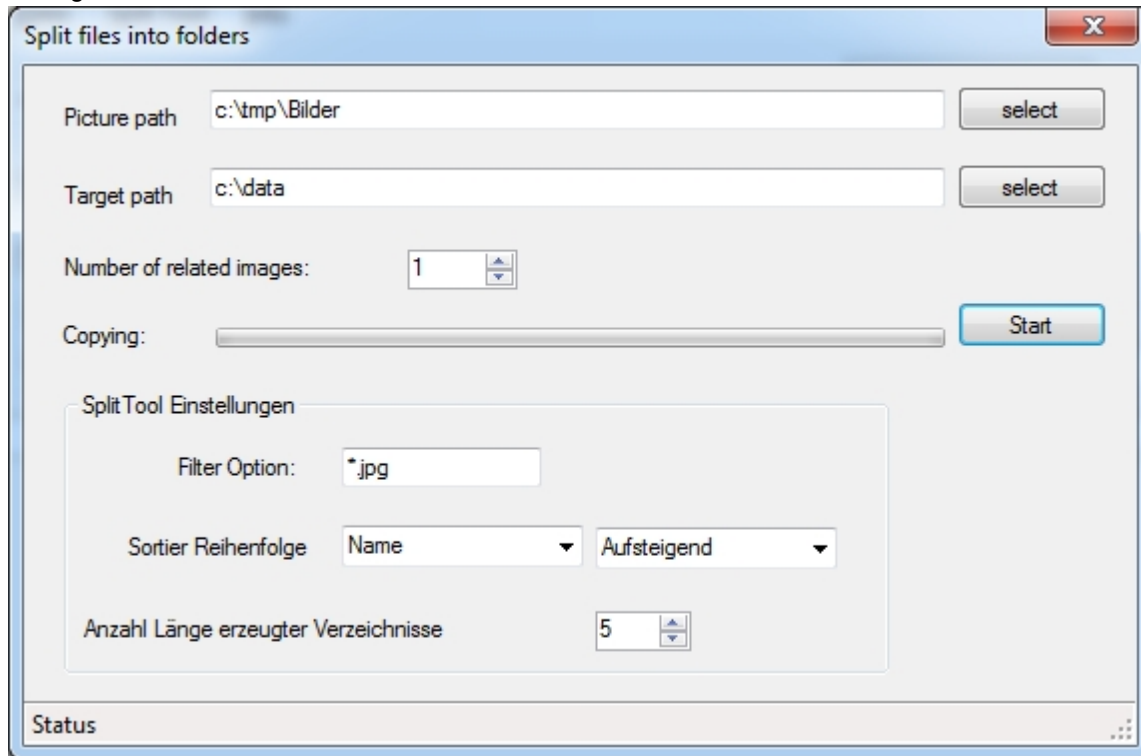 Split files into folders
Picture path c:\tmp\Bilder select
Target path c:\data select
Number of related images: 1
Copying: Start
SplitTool Einstellungen
Filter Option: *.jpg
Sortier Reihenfolge Name Aufsteigend
Anzahl Länge erzeugter Verzeichnisse 5
Status